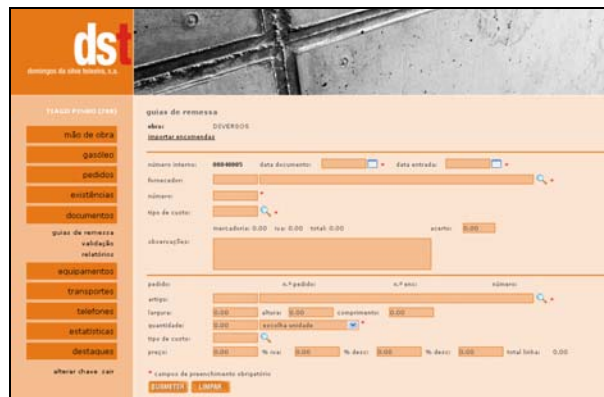 dst
domingos da silva teixeira, s.a.
mão de obra
gasóleo
pedidos
existências
documentos
guias de remessa
validação
relatórios
equipamentos
transportes
telefones
estatísticas
destaques
alterar chave sair
guias de remessa
obra: DIVERSOS
importar encomendas
número interno: data documento: * data entrada: *
fornecedor: *
número: *
tipo de custo: *
mercadoria: 0.00 iva: 0.00 total: 0.00 acerto: 0.00
observações:
pedido: n.º pedido: n.º enc: número:
artigo: *
largura: 0.00 altura: 0.00 comprimento: 0.00
quantidade: 0.00 escolha unidade *
tipo de custo:
preço: 0.00 % iva: 0.00 % desc: 0.00 % desc: 0.00 total linha: 0.00
* campos de preenchimento obrigatório
SUBMETER LIMPAR